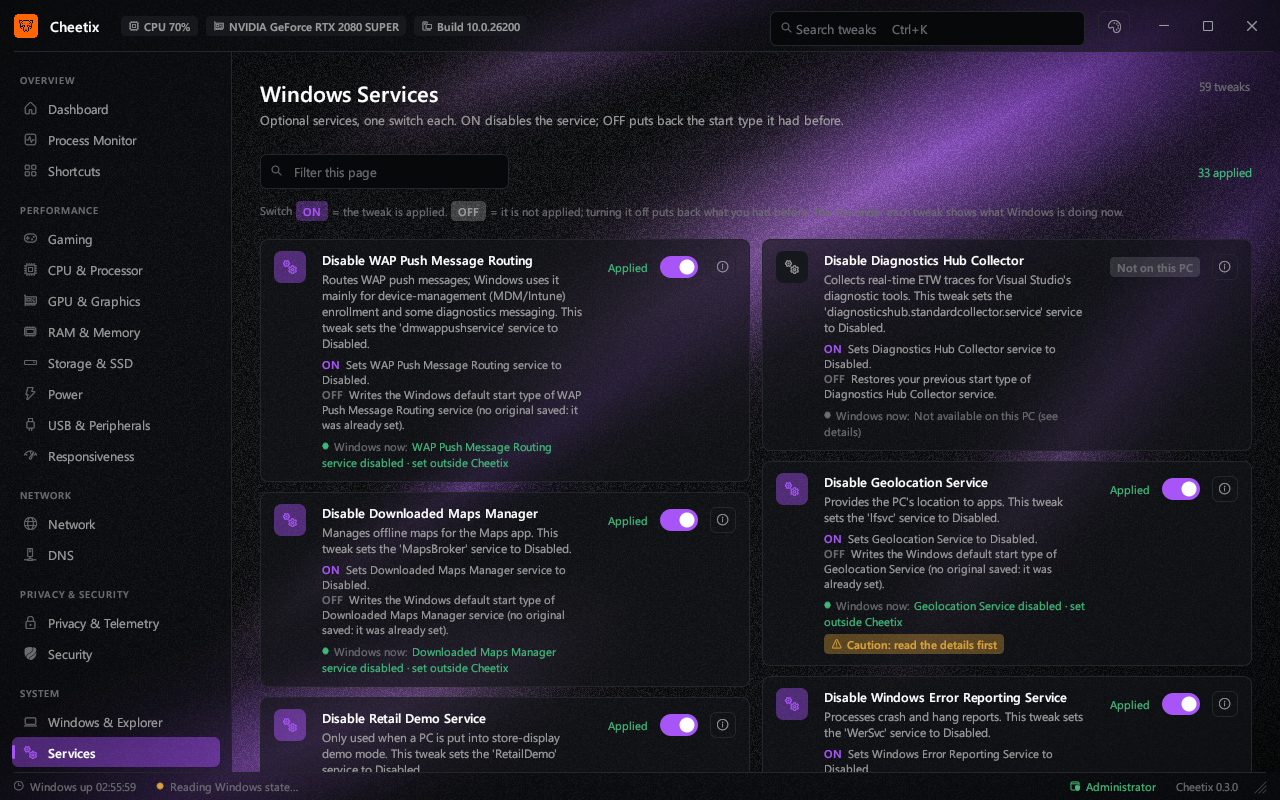 Cheetix
CPU 70%
NVIDIA GeForce RTX 2080 SUPER
Build 10.0.26200
Search tweaks Ctrl+K
OVERVIEW
Dashboard
Process Monitor
Shortcuts
PERFORMANCE
Gaming
CPU & Processor
GPU & Graphics
RAM & Memory
Storage & SSD
Power
USB & Peripherals
Responsiveness
NETWORK
Network
DNS
PRIVACY & SECURITY
Privacy & Telemetry
Security
SYSTEM
Windows & Explorer
Services
Windows Services
59 tweaks
Optional services, one switch each. ON disables the service; OFF puts back the start type it had before.
Filter this page
33 applied
Switch ON = the tweak is applied. OFF = it is not applied; turning it off puts back what you had before. each tweak shows what Windows is doing now.
Disable WAP Push Message Routing
Applied
Routes WAP push messages; Windows uses it
mainly for device-management (MDM/Intune)
enrollment and some diagnostics messaging. This
tweak sets the 'dmwappushservice' service to
Disabled.
ON Sets WAP Push Message Routing service to
Disabled.
OFF Writes the Windows default start type of WAP
Push Message Routing service (no original saved: it
was already set).
Windows now: WAP Push Message Routing
service disabled · set outside Cheetix
Disable Downloaded Maps Manager
Applied
Manages offline maps for the Maps app. This
tweak sets the 'MapsBroker' service to Disabled.
ON Sets Downloaded Maps Manager service to
Disabled.
OFF Writes the Windows default start type of
Downloaded Maps Manager service (no original
saved: it was already set).
Windows now: Downloaded Maps Manager
service disabled · set outside Cheetix
Disable Retail Demo Service
Applied
Only used when a PC is put into store-display
demo mode. This tweak sets the 'RetailDemo'
service to Disabled.
Disable Diagnostics Hub Collector
Not on this PC
Collects real-time ETW traces for Visual Studio's
diagnostic tools. This tweak sets the
'diagnosticshub.standardcollector.service' service
to Disabled.
ON Sets Diagnostics Hub Collector service to
Disabled.
OFF Restores your previous start type of
Diagnostics Hub Collector service.
Windows now: Not available on this PC (see
details)
Disable Geolocation Service
Applied
Provides the PC's location to apps. This tweak
sets the 'lfsvc' service to Disabled.
ON Sets Geolocation Service to Disabled.
OFF Writes the Windows default start type of
Geolocation Service (no original saved: it was
already set).
Windows now: Geolocation Service disabled · set
outside Cheetix
Caution: read the details first
Disable Windows Error Reporting Service
Applied
Processes crash and hang reports. This tweak sets
the 'WerSvc' service to Disabled.
ON Sets Windows Error Reporting Service to
Disabled.
Windows up 02:55:59
Reading Windows state...
Administrator
Cheetix 0.3.0